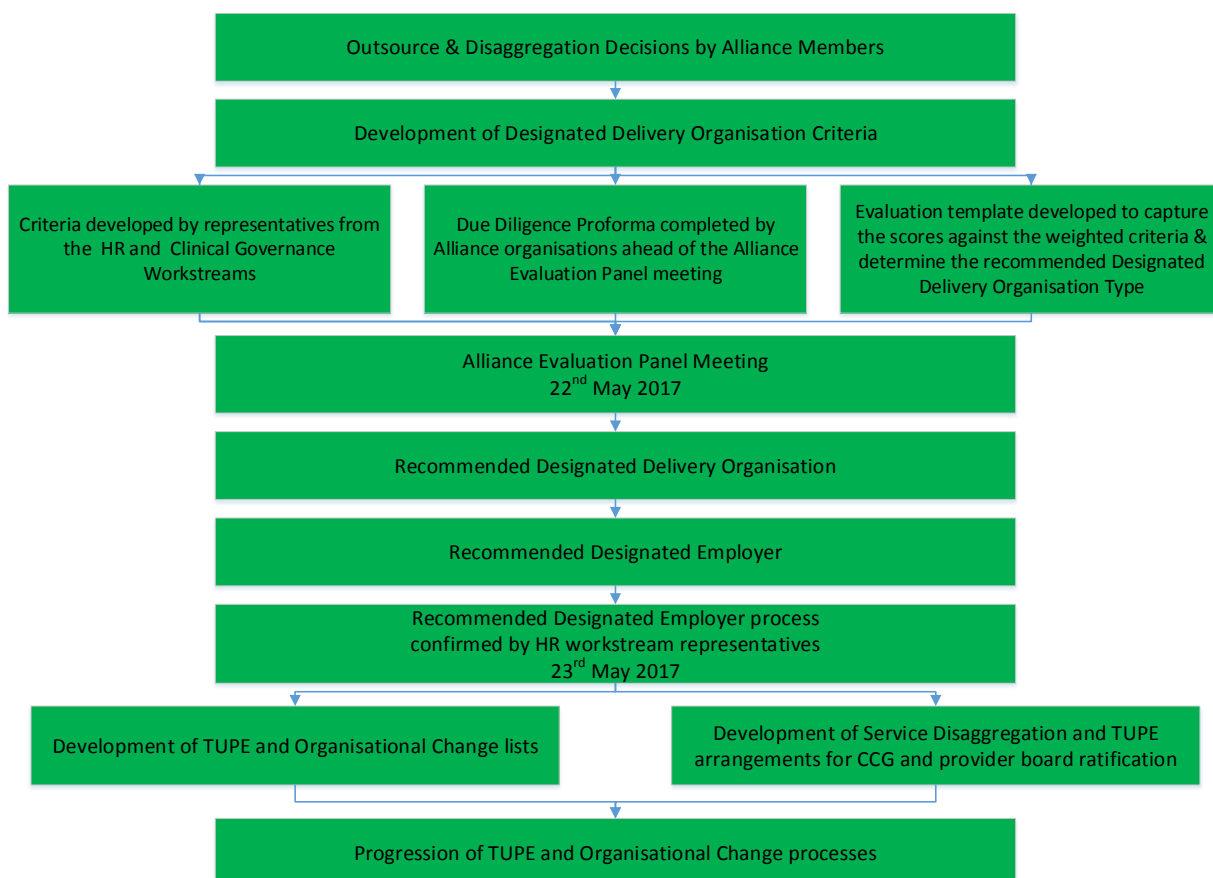 Outsource & Disaggregation Decisions by Alliance Members
Development of Designated Delivery Organisation Criteria
Criteria developed by representatives from
the HR and Clinical Governance
Workstreams
Due Diligence Proforma completed by
Alliance organisations ahead of the Alliance
Evaluation Panel meeting
Evaluation template developed to capture
the scores against the weighted criteria &
determine the recommended Designated
Delivery Organisation Type
Alliance Evaluation Panel Meeting
22nd May 2017
Recommended Designated Delivery Organisation
Recommended Designated Employer
Recommended Designated Employer process
confirmed by HR workstream representatives
23rd May 2017
Development of TUPE and Organisational Change lists
Development of Service Disaggregation and TUPE
arrangements for CCG and provider board ratification
Progression of TUPE and Organisational Change processes